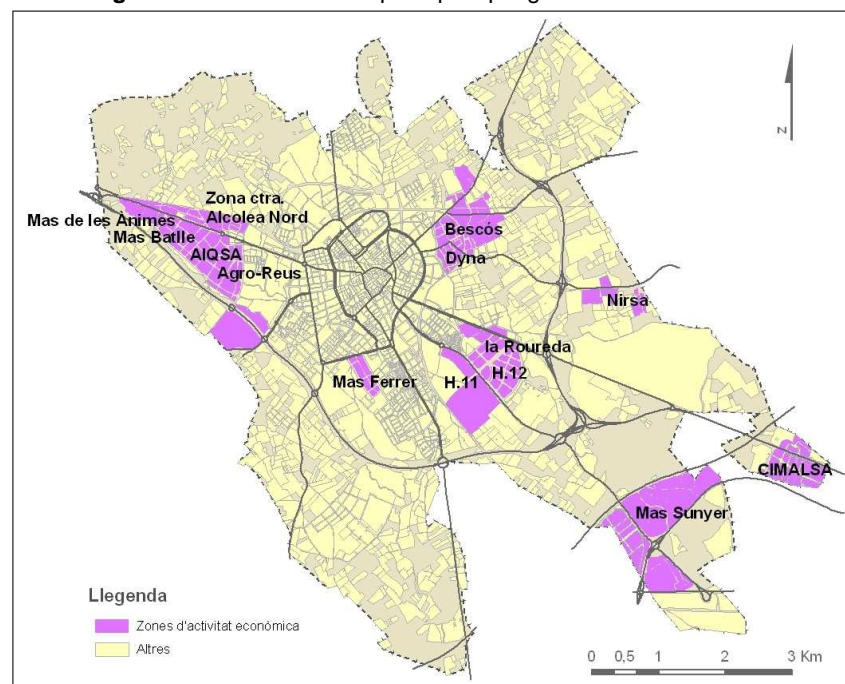 Zona ctra.
Alcolea Nord
Mas de les Ànimes
Mas Batlle
AIQSA
Agro-Reus
Bescós
Dyna
Nirsa
la Roureda
H.12
H.11
Mas Ferrer
CIMALSA
Mas Sunyer
Llegenda
Zones d'activitat econòmica
Altres
0 0,5 1 2 3 Km
N